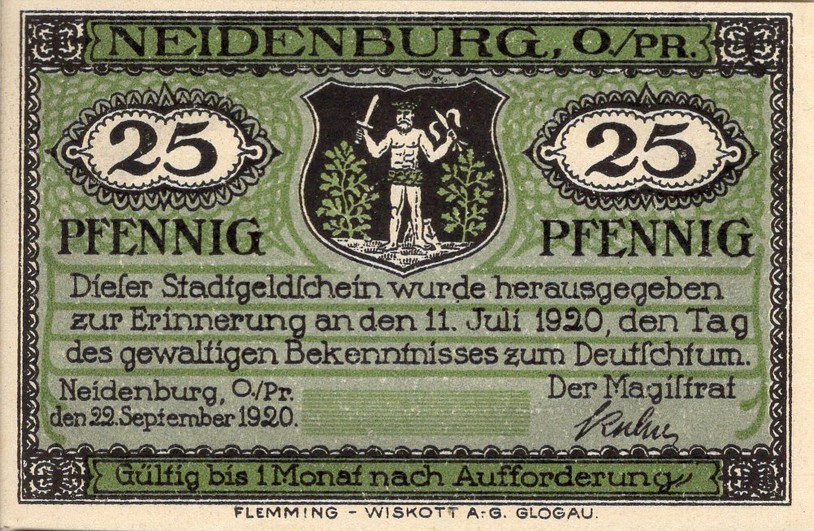 NEIDENBURG, O./PR.
25 25
PFENNIG PFENNIG
Dieſer Stadtgeldſchein wurde herausgegeben
zur Erinnerung an den 11. Juli 1920, den Tag
des gewaltigen Bekenntniſſes zum Deutſchtum.
Neidenburg, O./Pr. Der Magiſtrat
den 22. September 1920.
Gültig bis 1 Monat nach Aufforderung
FLEMMING - WISKOTT A.-G. GLOGAU.